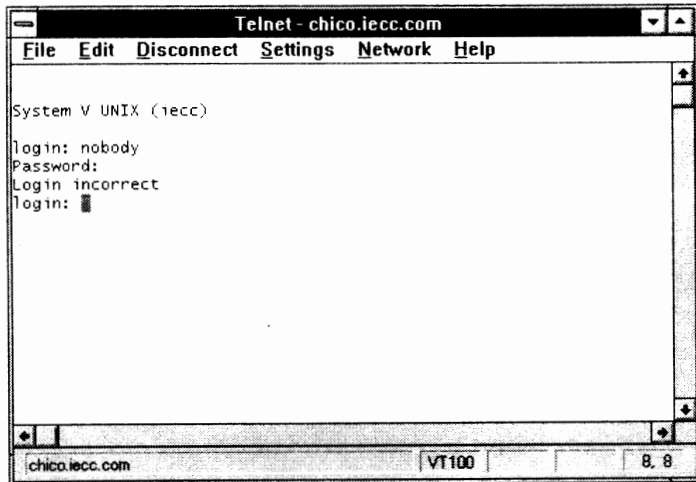 Telnet - chico.iecc.com
File Edit Disconnect Settings Network Help
System V UNIX (iecc)
login: nobody
Password:
Login incorrect
login:
chico.iecc.com VT100 8, 8